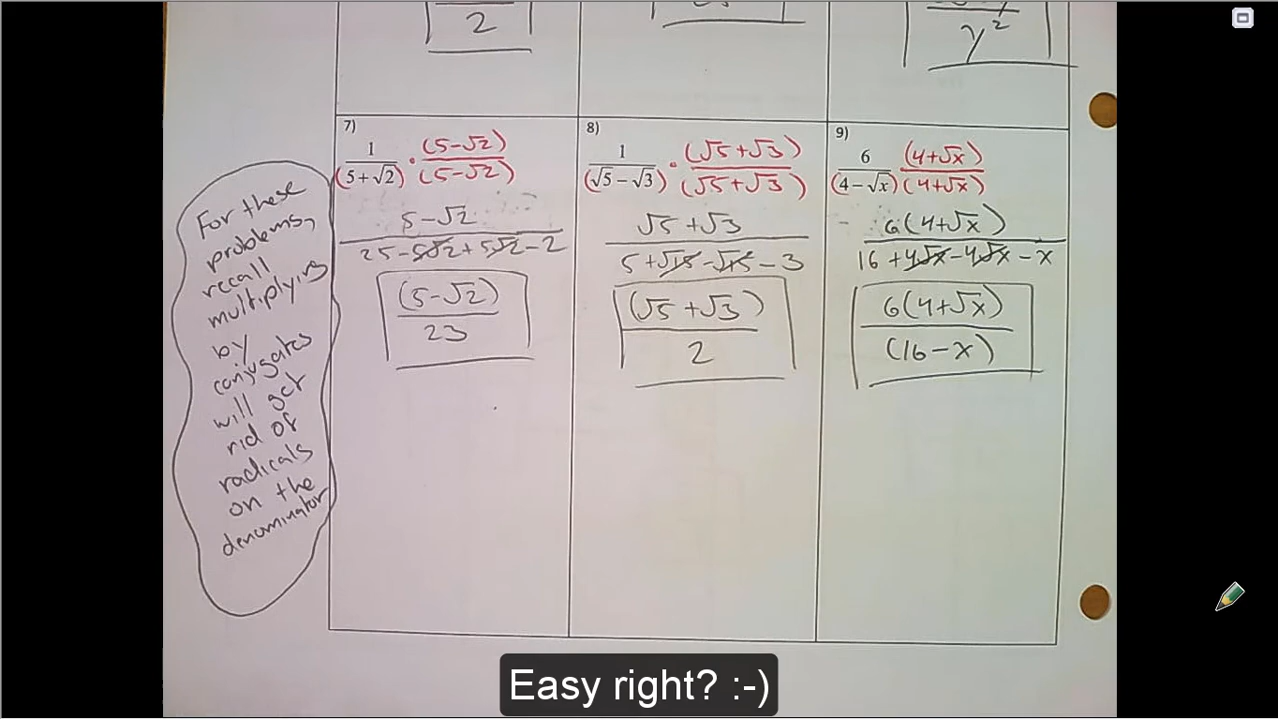 2
y²
7)
1/(5+√2) · (5-√2)/(5-√2)
5-√2
25-5√2+5√2-2
(5-√2)
23
8)
1/(√5-√3) · (√5+√3)/(√5+√3)
√5+√3
5+√15-√15-3
(√5+√3)
2
9)
6/(4-√x) (4+√x)/(4+√x)
6(4+√x)
16+4√x-4√x-x
6(4+√x)
(16-x)
For these
problems,
recall
multiplying
by
conjugates
will get
rid of
radicals
on the
denominator
Easy right? :-)